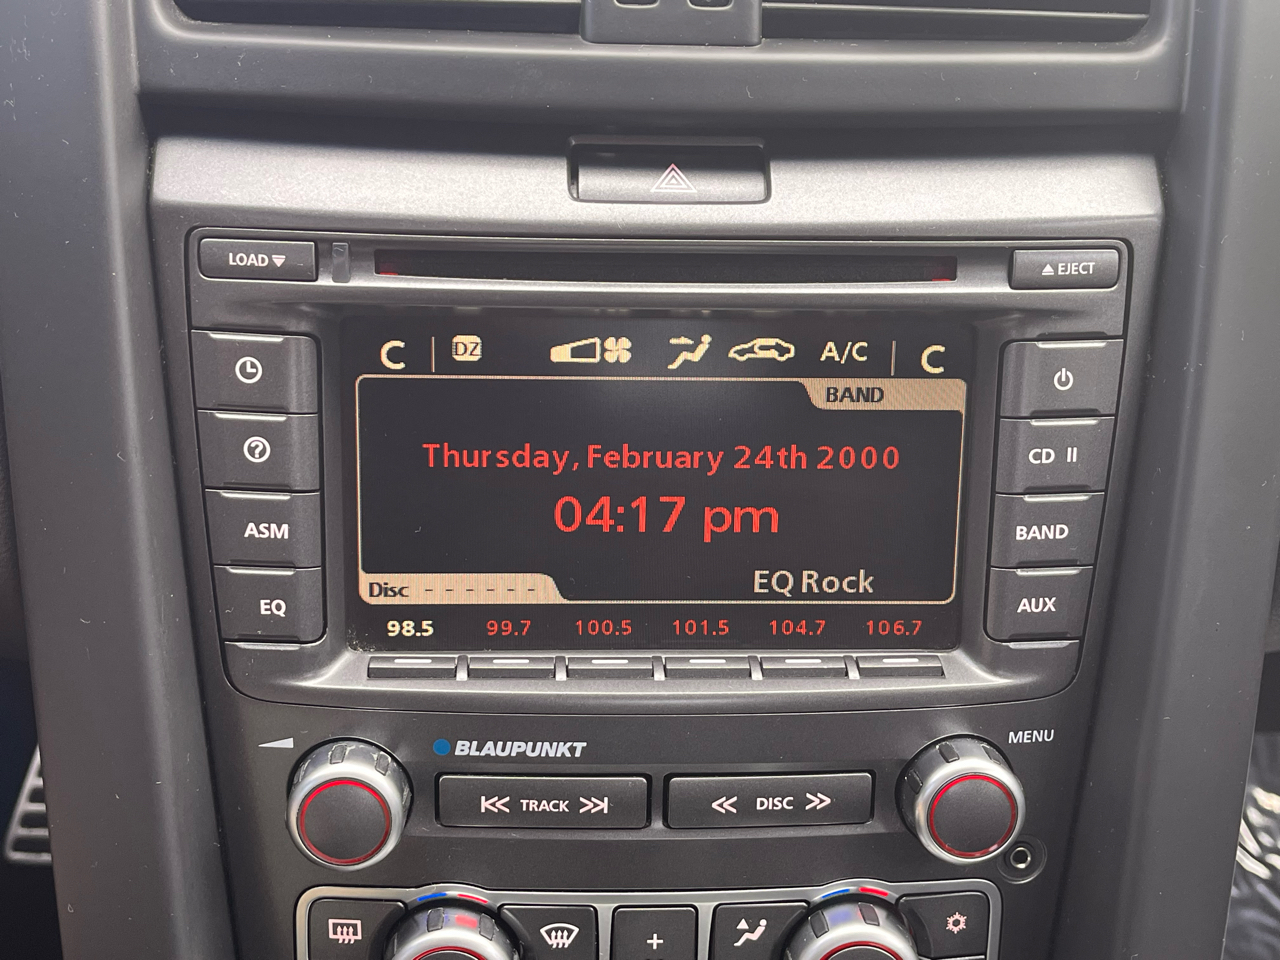 LOAD
EJECT
C DZ A/C C
BAND
Thursday, February 24th 2000
04:17 pm
EQ Rock
Disc - - - - - -
98.5 99.7 100.5 101.5 104.7 106.7
ASM
EQ
CD II
BAND
AUX
BLAUPUNKT
MENU
TRACK
DISC
+